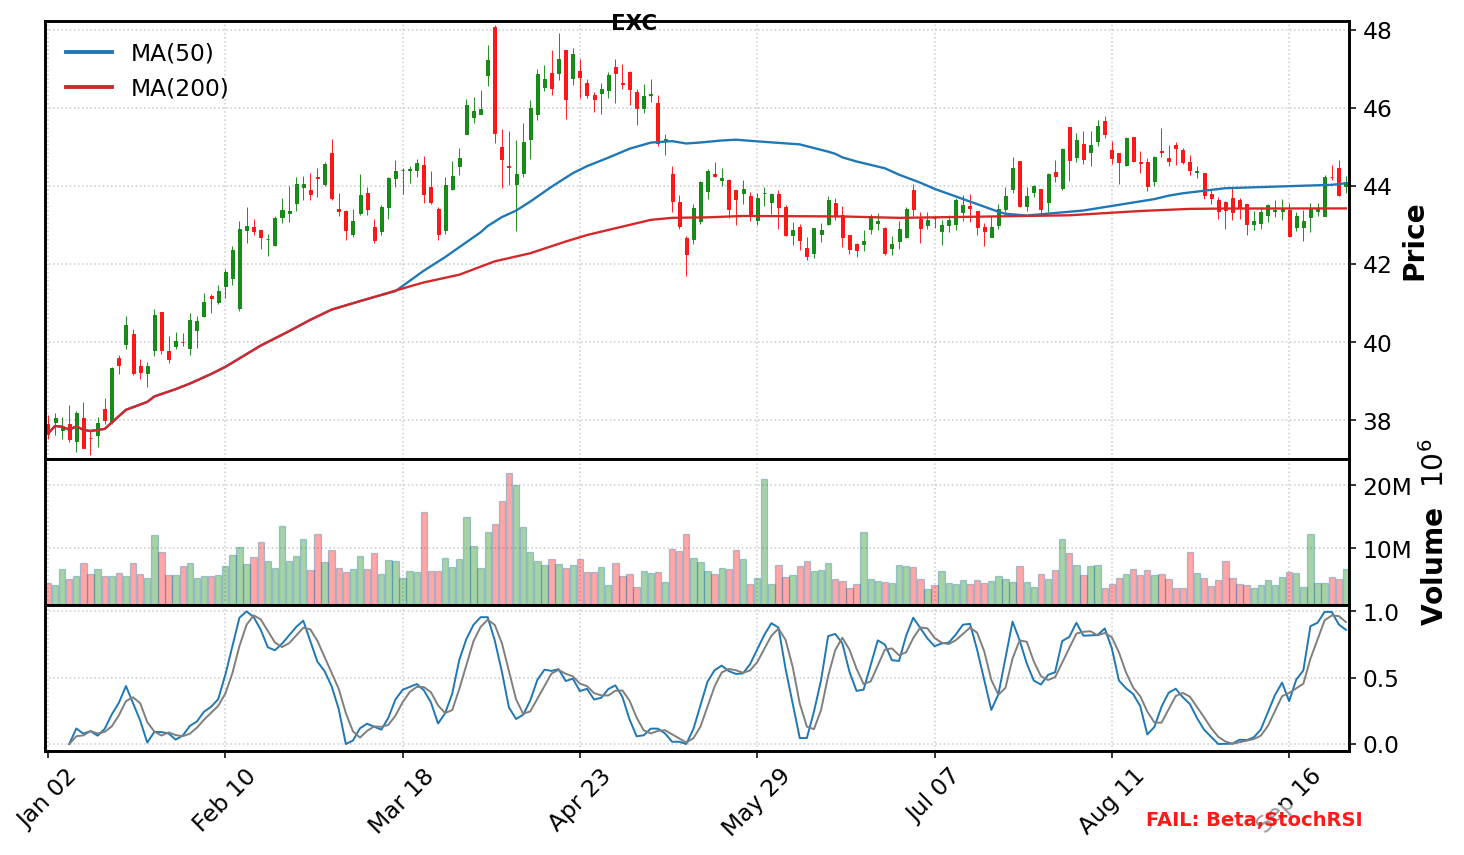 EXC
MA(50)
MA(200)
48
46
44
42
40
38
Price
20M
10M
Volume 10^6
1.0
0.5
0.0
Jan 02
Feb 10
Mar 18
Apr 23
May 29
Jul 07
Aug 11
Sep 16
FAIL: Beta,StochRSI